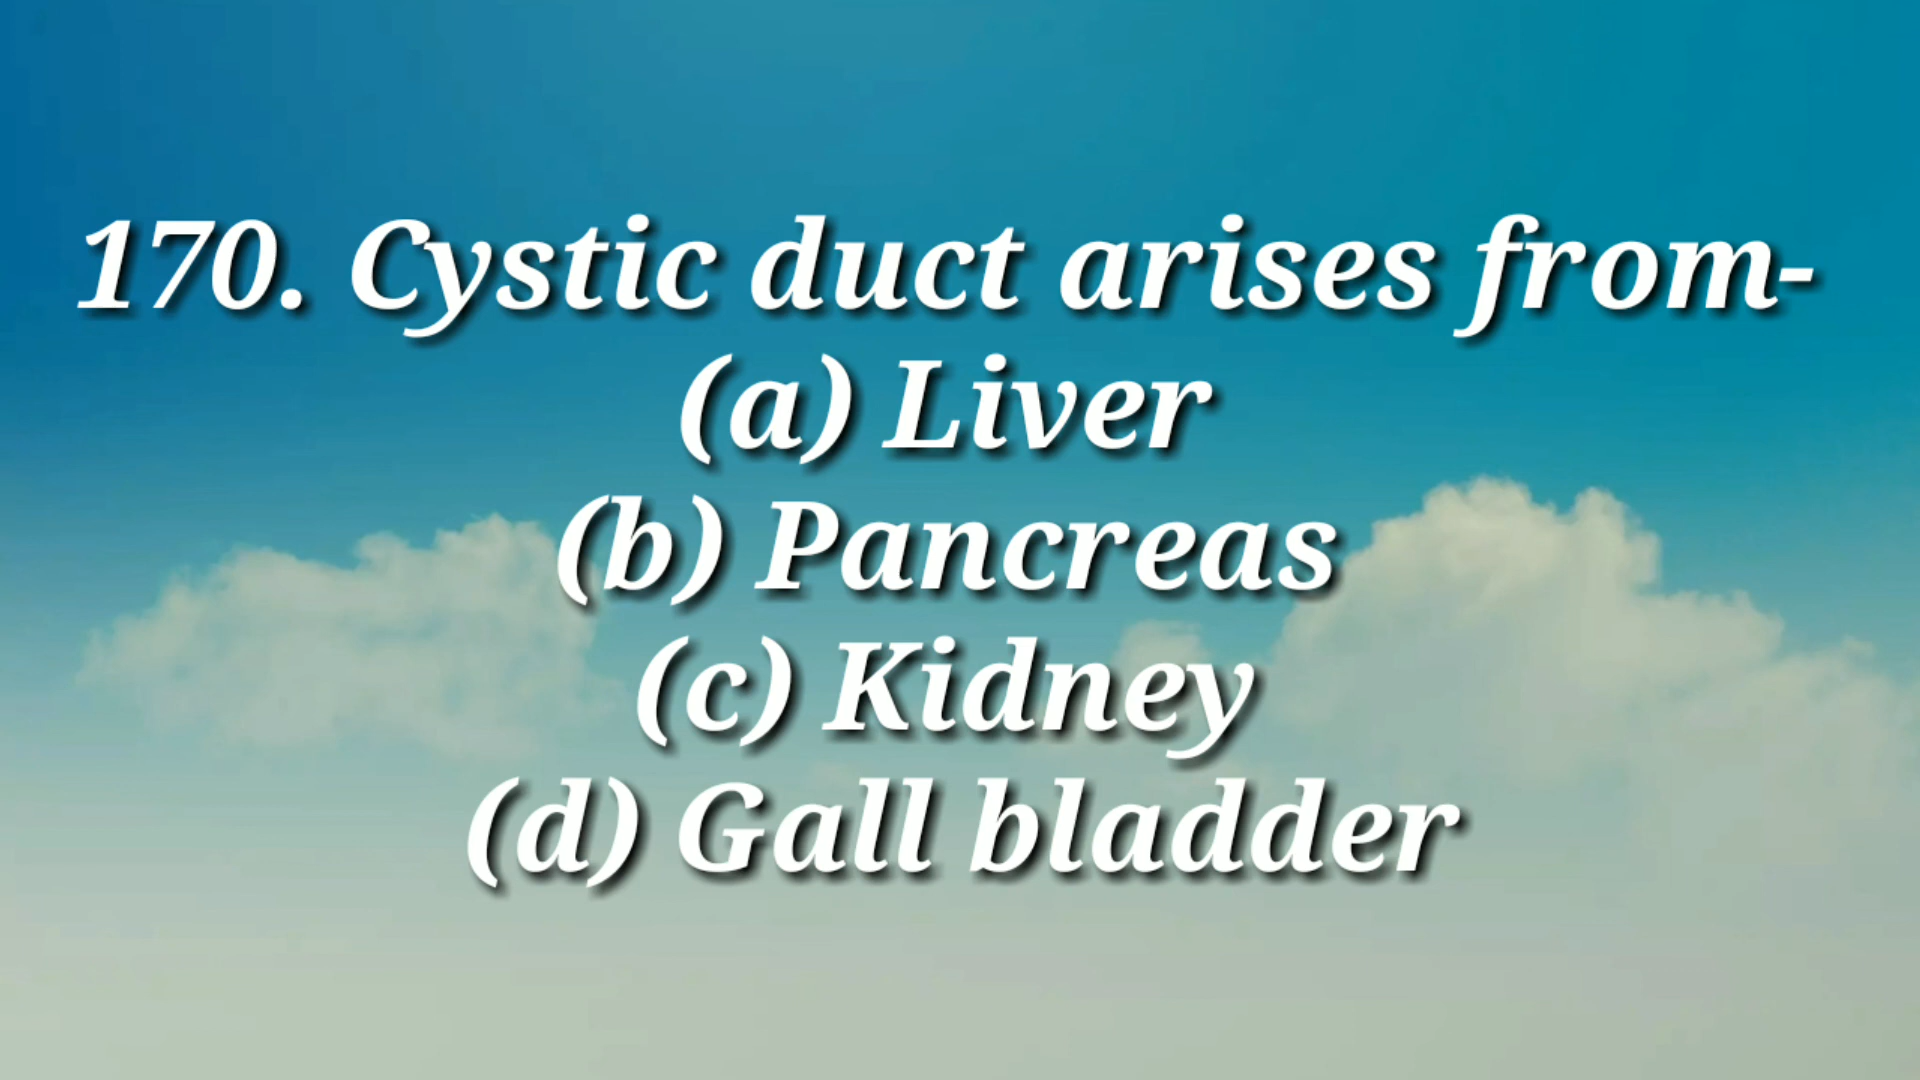 170. Cystic duct arises from-
(a) Liver
(b) Pancreas
(c) Kidney
(d) Gall bladder